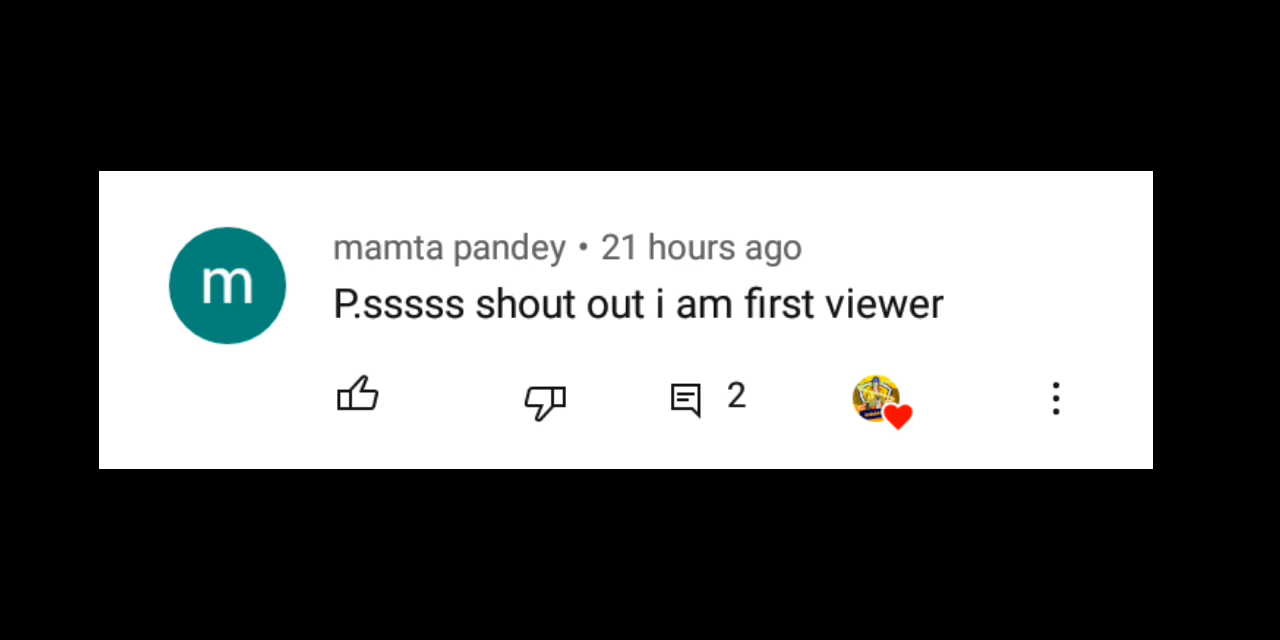 m
mamta pandey • 21 hours ago
P.sssss shout out i am first viewer
2